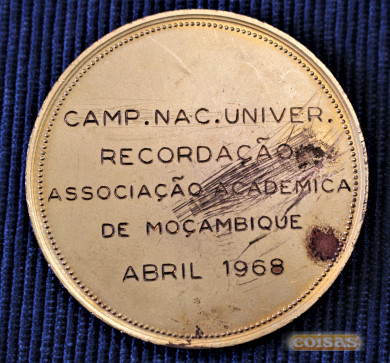 CAMP.NAC.UNIVER.
RECORDAÇÃO
ASSOCIAÇÃO ACADEMICA
DE MOÇAMBIQUE
ABRIL 1968
coisas